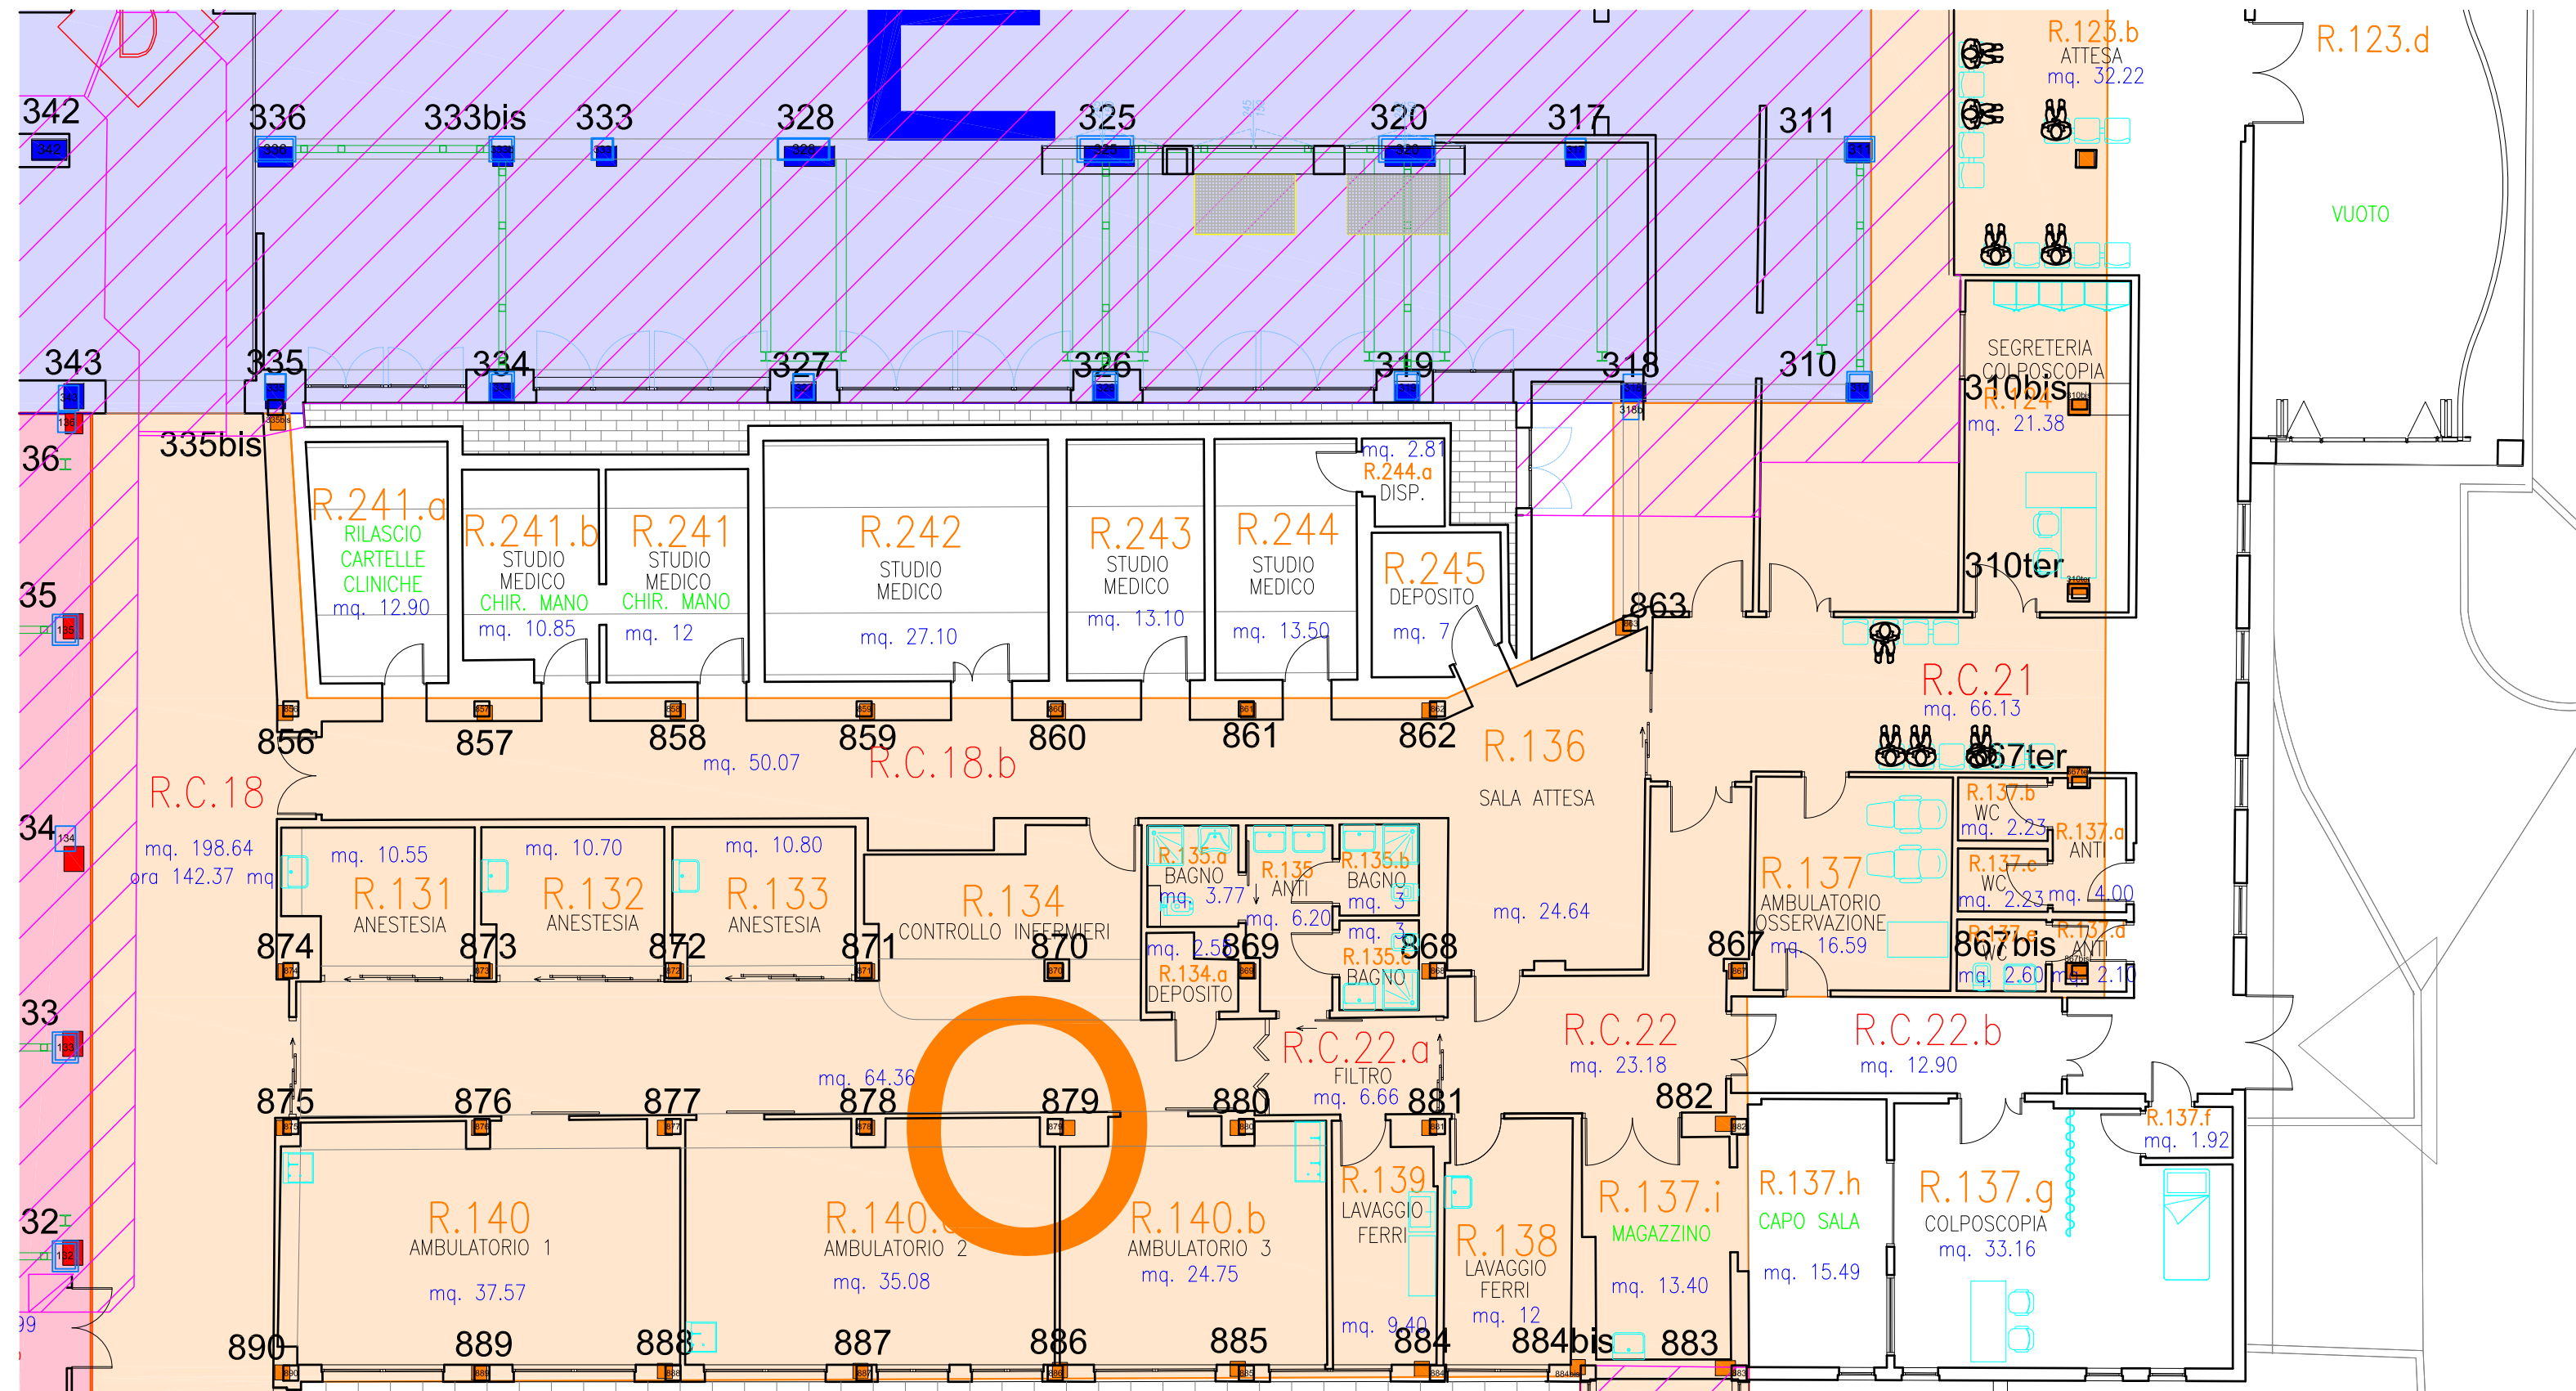 D
E
R.123.b
ATTESA
mq. 32.22
R.123.d
VUOTO
342
336
333bis
333
328
325
320
317
311
343
335
334
327
326
319
318
310
335bis
318b
36
35
34
33
32
SEGRETERIA
COLPOSCOPIA
310bis
R.124
mq. 21.38
310ter
R.241.a
RILASCIO
CARTELLE
CLINICHE
mq. 12.90
R.241.b
STUDIO
MEDICO
CHIR. MANO
mq. 10.85
R.241
STUDIO
MEDICO
CHIR. MANO
mq. 12
R.242
STUDIO
MEDICO
mq. 27.10
R.243
STUDIO
MEDICO
mq. 13.10
R.244
STUDIO
MEDICO
mq. 13.50
mq. 2.81
R.244.a
DISP.
R.245
DEPOSITO
mq. 7
863
R.C.21
mq. 66.13
856
857
858
859
860
861
862
mq. 50.07
R.C.18.b
R.136
SALA ATTESA
mq. 24.64
867ter
R.C.18
mq. 198.64
ora 142.37 mq
mq. 10.55
R.131
ANESTESIA
mq. 10.70
R.132
ANESTESIA
mq. 10.80
R.133
ANESTESIA
R.134
CONTROLLO INFERMIERI
R.135.a
BAGNO
mq. 3.77
R.135
ANTI
mq. 6.20
R.135.b
BAGNO
mq. 3
mq. 3
R.135.c
BAGNO
R.134.a
DEPOSITO
R.137
AMBULATORIO
OSSERVAZIONE
mq. 16.59
R.137.b
WC
mq. 2.23
R.137.c
WC
mq. 2.23
R.137.a
ANTI
mq. 4.00
R.137.e
WC
mq. 2.60
R.137.d
ANTI
mq. 2.10
874
873
872
871
870
869
868
867
867bis
R.C.22.a
FILTRO
mq. 6.66
R.C.22
mq. 23.18
R.C.22.b
mq. 12.90
mq. 64.36
O
875
876
877
878
879
880
881
882
R.140
AMBULATORIO 1
mq. 37.57
AMBULATORIO 2
mq. 35.08
R.140.b
AMBULATORIO 3
mq. 24.75
R.139
LAVAGGIO
FERRI
mq. 9.40
R.138
LAVAGGIO
FERRI
mq. 12
R.137.i
MAGAZZINO
mq. 13.40
R.137.h
CAPO SALA
mq. 15.49
R.137.g
COLPOSCOPIA
mq. 33.16
R.137.f
mq. 1.92
99
890
889
888
887
886
885
884
884bis
883